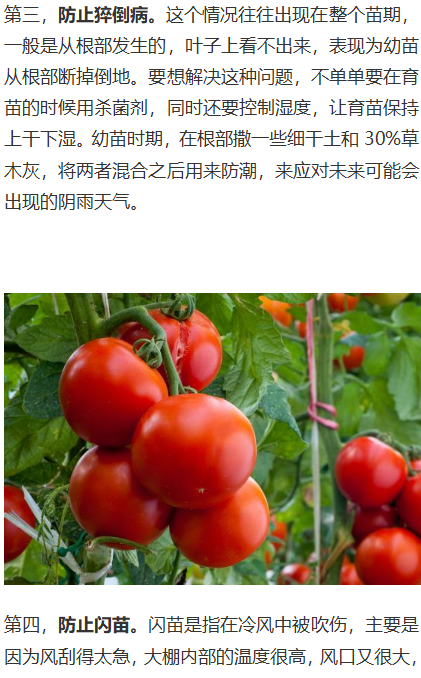 第三，防止猝倒病。这个情况往往出现在整个苗期，
一般是从根部发生的，叶子上看不出来，表现为幼苗
从根部断掉倒地。要想解决这种问题，不单单要在育
苗的时候用杀菌剂，同时还要控制湿度，让育苗保持
上干下湿。幼苗时期，在根部撒一些细干土和 30%草
木灰，将两者混合之后用来防潮，来应对未来可能会
出现的阴雨天气。
第四，防止闪苗。闪苗是指在冷风中被吹伤，主要是
因为风刮得太急，大棚内部的温度很高，风口又很大，